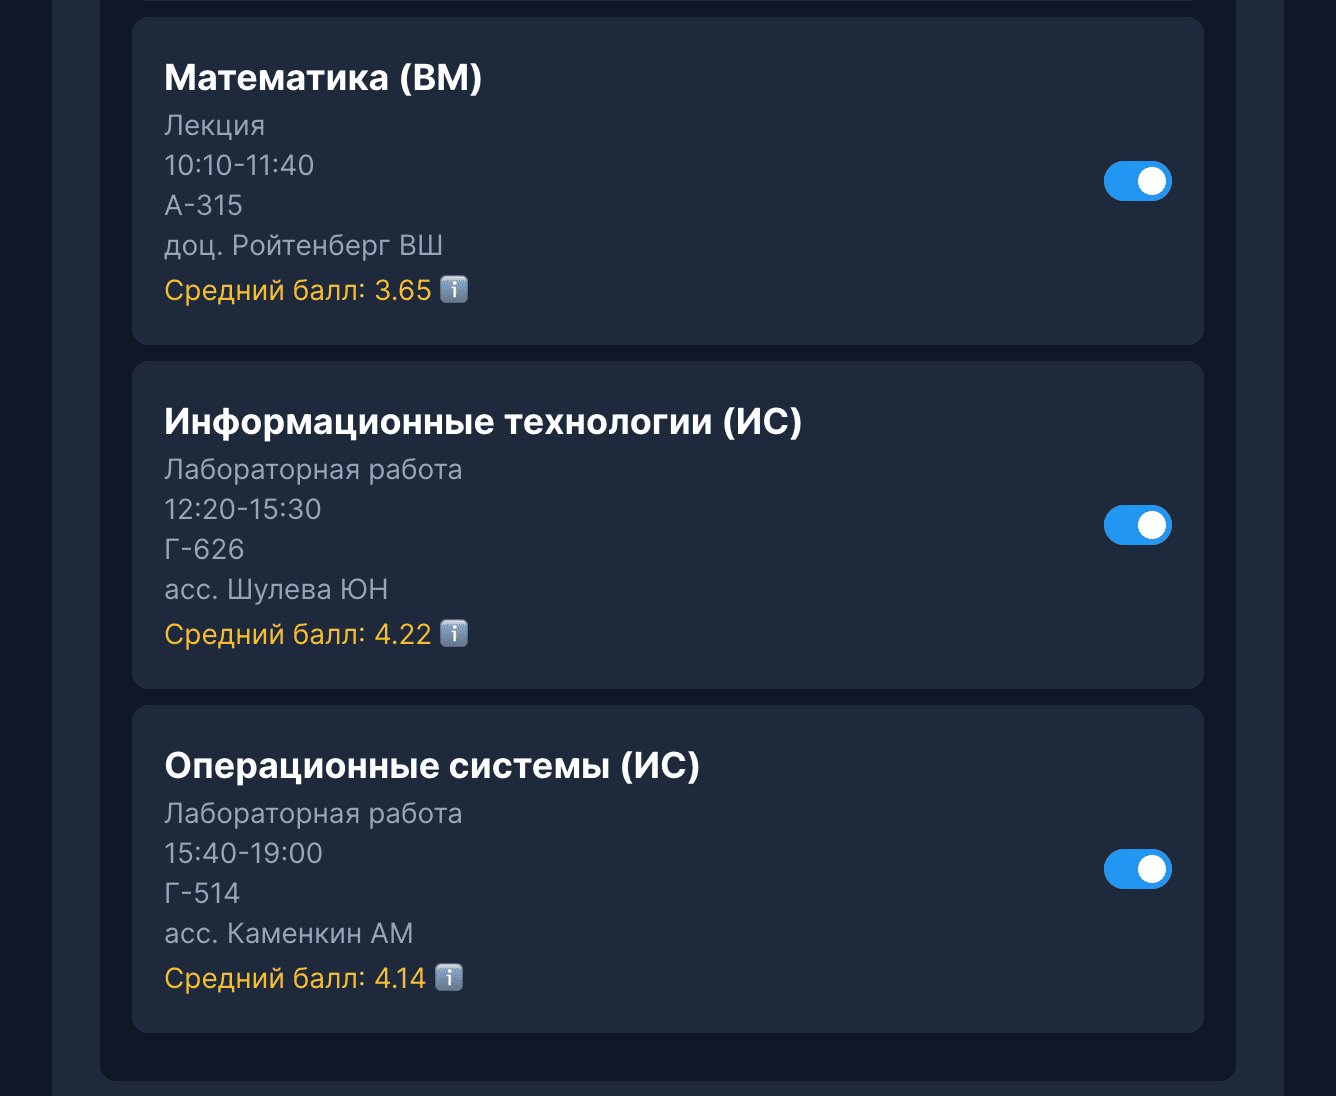 Математика (ВМ)
Лекция
10:10-11:40
А-315
доц. Ройтенберг ВШ
Средний балл: 3.65 ℹ️
Информационные технологии (ИС)
Лабораторная работа
12:20-15:30
Г-626
асс. Шулева ЮН
Средний балл: 4.22 ℹ️
Операционные системы (ИС)
Лабораторная работа
15:40-19:00
Г-514
асс. Каменкин АМ
Средний балл: 4.14 ℹ️